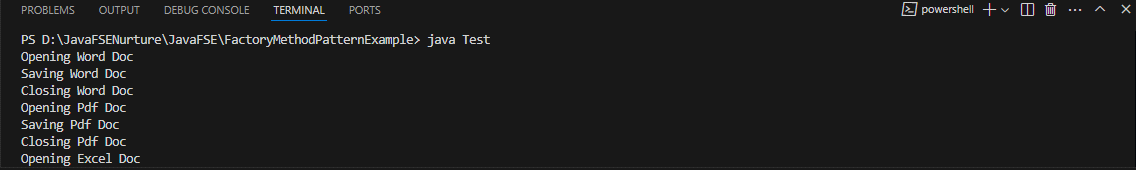 PROBLEMS OUTPUT DEBUG CONSOLE TERMINAL PORTS powershell
PS D:\JavaFSENurture\JavaFSE\FactoryMethodPatternExample> java Test
Opening Word Doc
Saving Word Doc
Closing Word Doc
Opening Pdf Doc
Saving Pdf Doc
Closing Pdf Doc
Opening Excel Doc